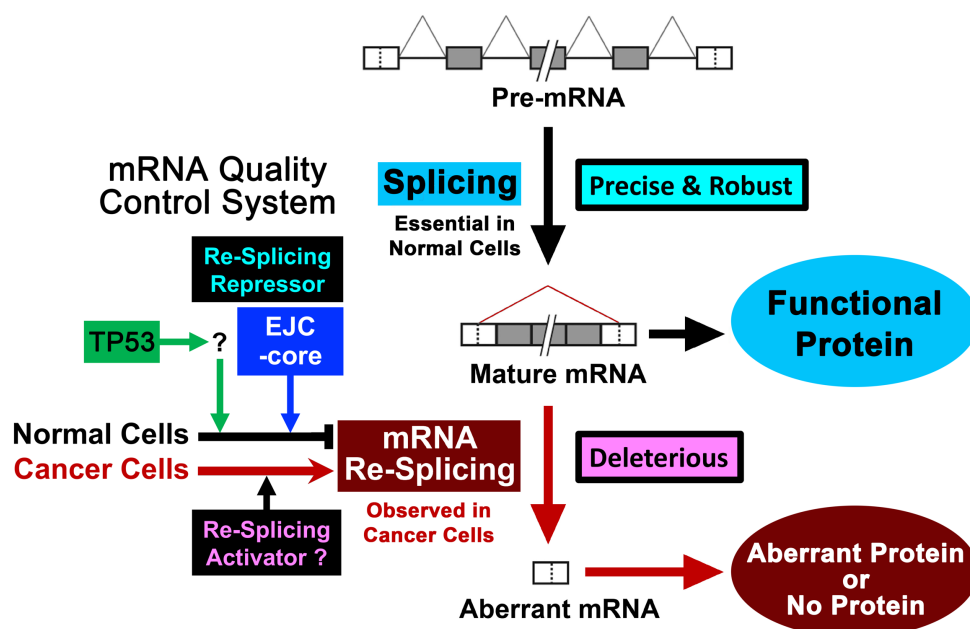 Pre-mRNA
mRNA Quality
Control System
Splicing
Precise & Robust
Essential in
Normal Cells
Re-Splicing
Repressor
TP53
?
EJC
-core
Functional
Protein
Mature mRNA
Normal Cells
Cancer Cells
mRNA
Re-Splicing
Deleterious
Observed in
Cancer Cells
Re-Splicing
Activator ?
Aberrant mRNA
Aberrant Protein
or
No Protein